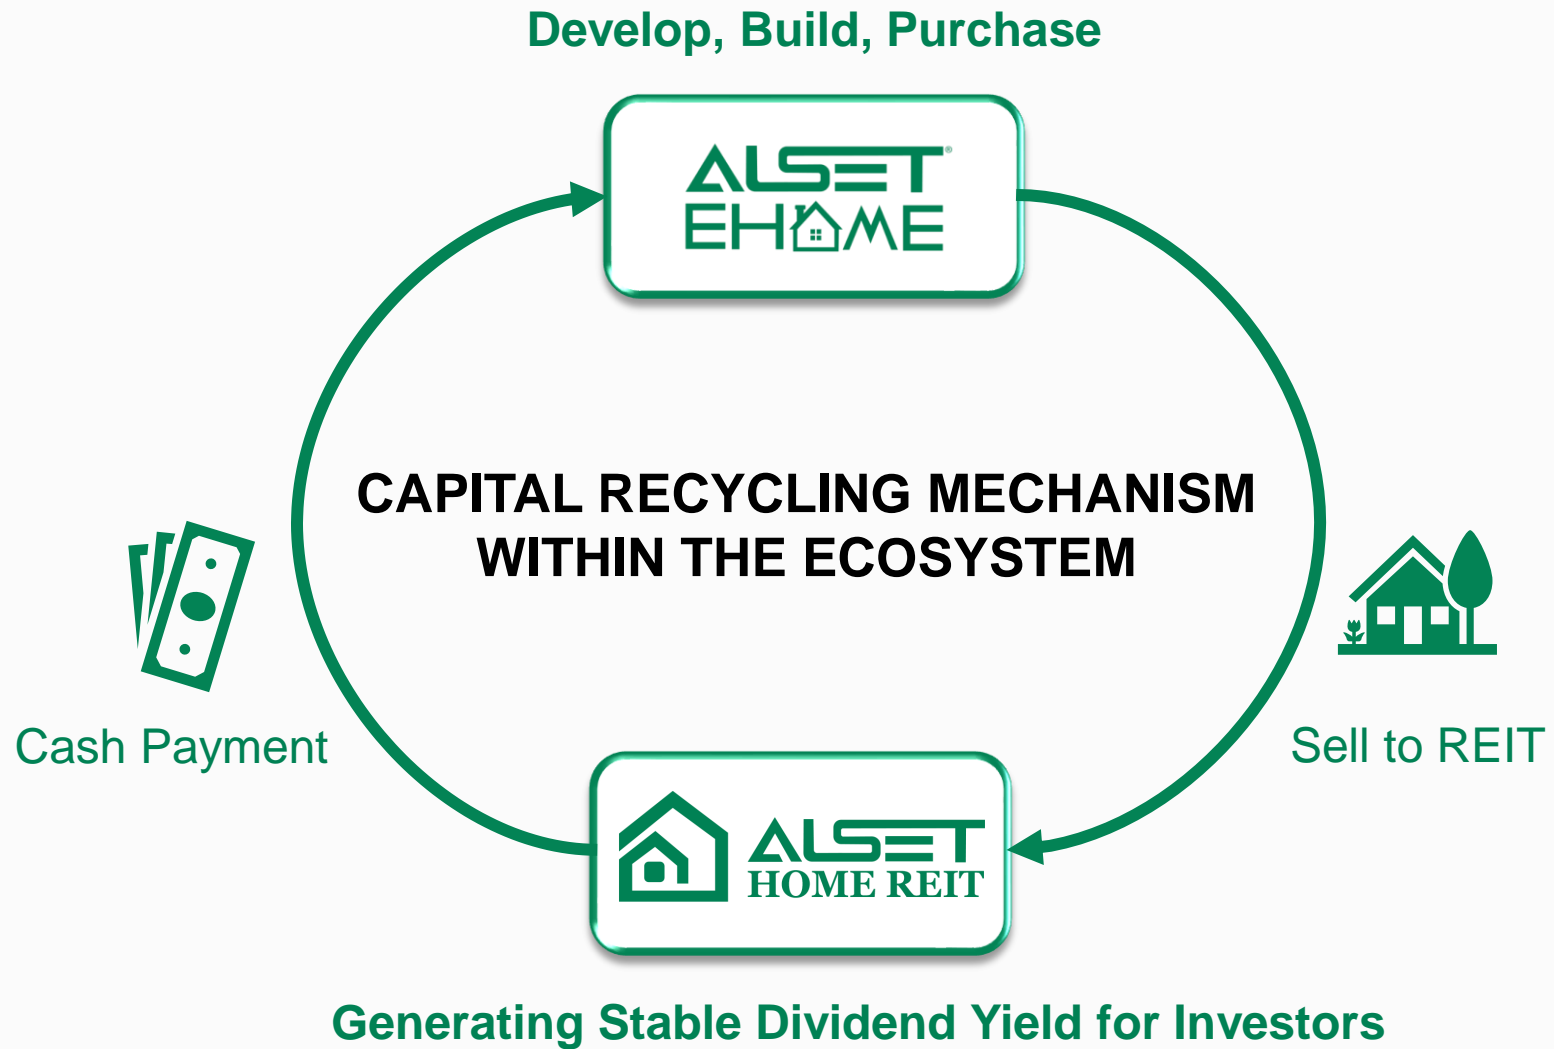 Develop, Build, Purchase
ALSET®
EHOME
CAPITAL RECYCLING MECHANISM
WITHIN THE ECOSYSTEM
Cash Payment
Sell to REIT
ALSET
HOME REIT
Generating Stable Dividend Yield for Investors